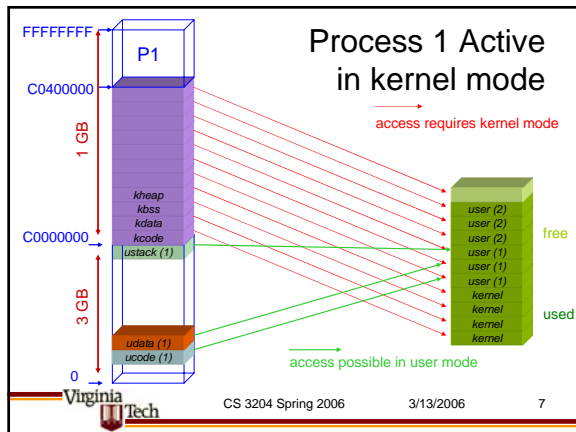 Process 1 Active
in kernel mode
FFFFFFFF
P1
C0400000
1 GB
access requires kernel mode
kheap
kbss
kdata
kcode
C0000000
ustack (1)
3 GB
udata (1)
ucode (1)
0
user (2)
user (2)
user (2)
user (1)
user (1)
user (1)
kernel
kernel
kernel
kernel
free
used
access possible in user mode
Virginia Tech
CS 3204 Spring 2006
3/13/2006
7